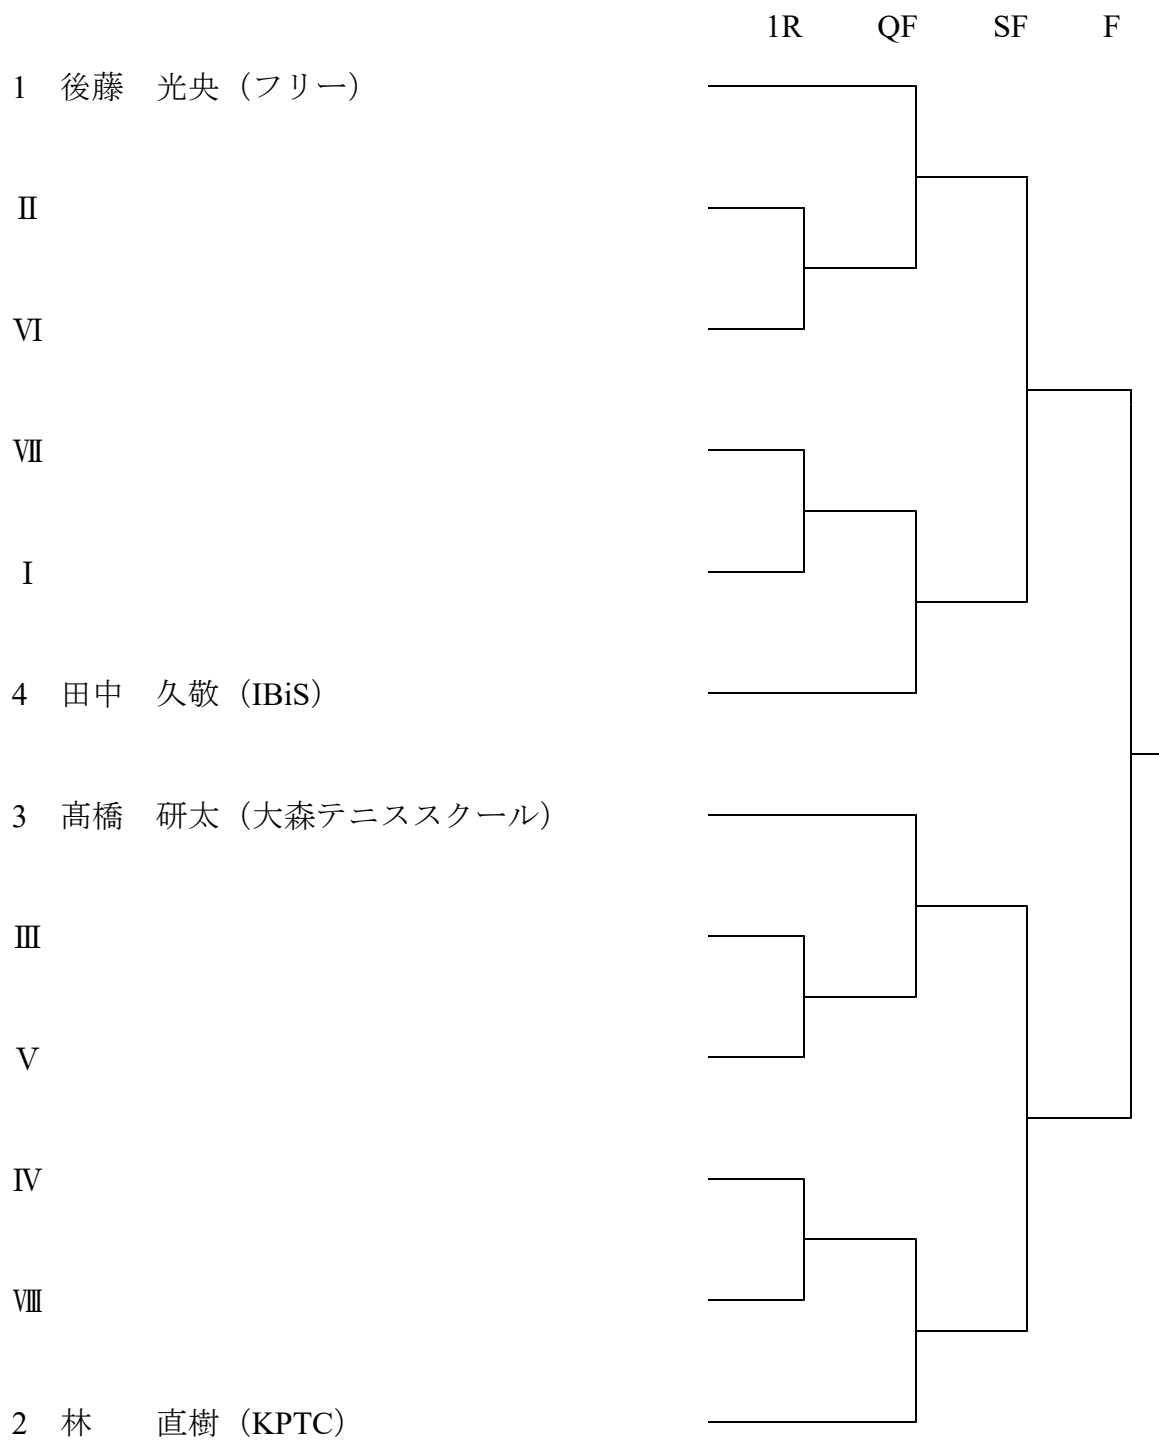 1R QF SF F
1 後藤　光央（フリー）
Ⅱ
Ⅵ
Ⅶ
Ⅰ
4 田中　久敬（IBiS）
3 髙橋　研太（大森テニススクール）
Ⅲ
Ⅴ
Ⅳ
Ⅷ
2 林　　直樹（KPTC）